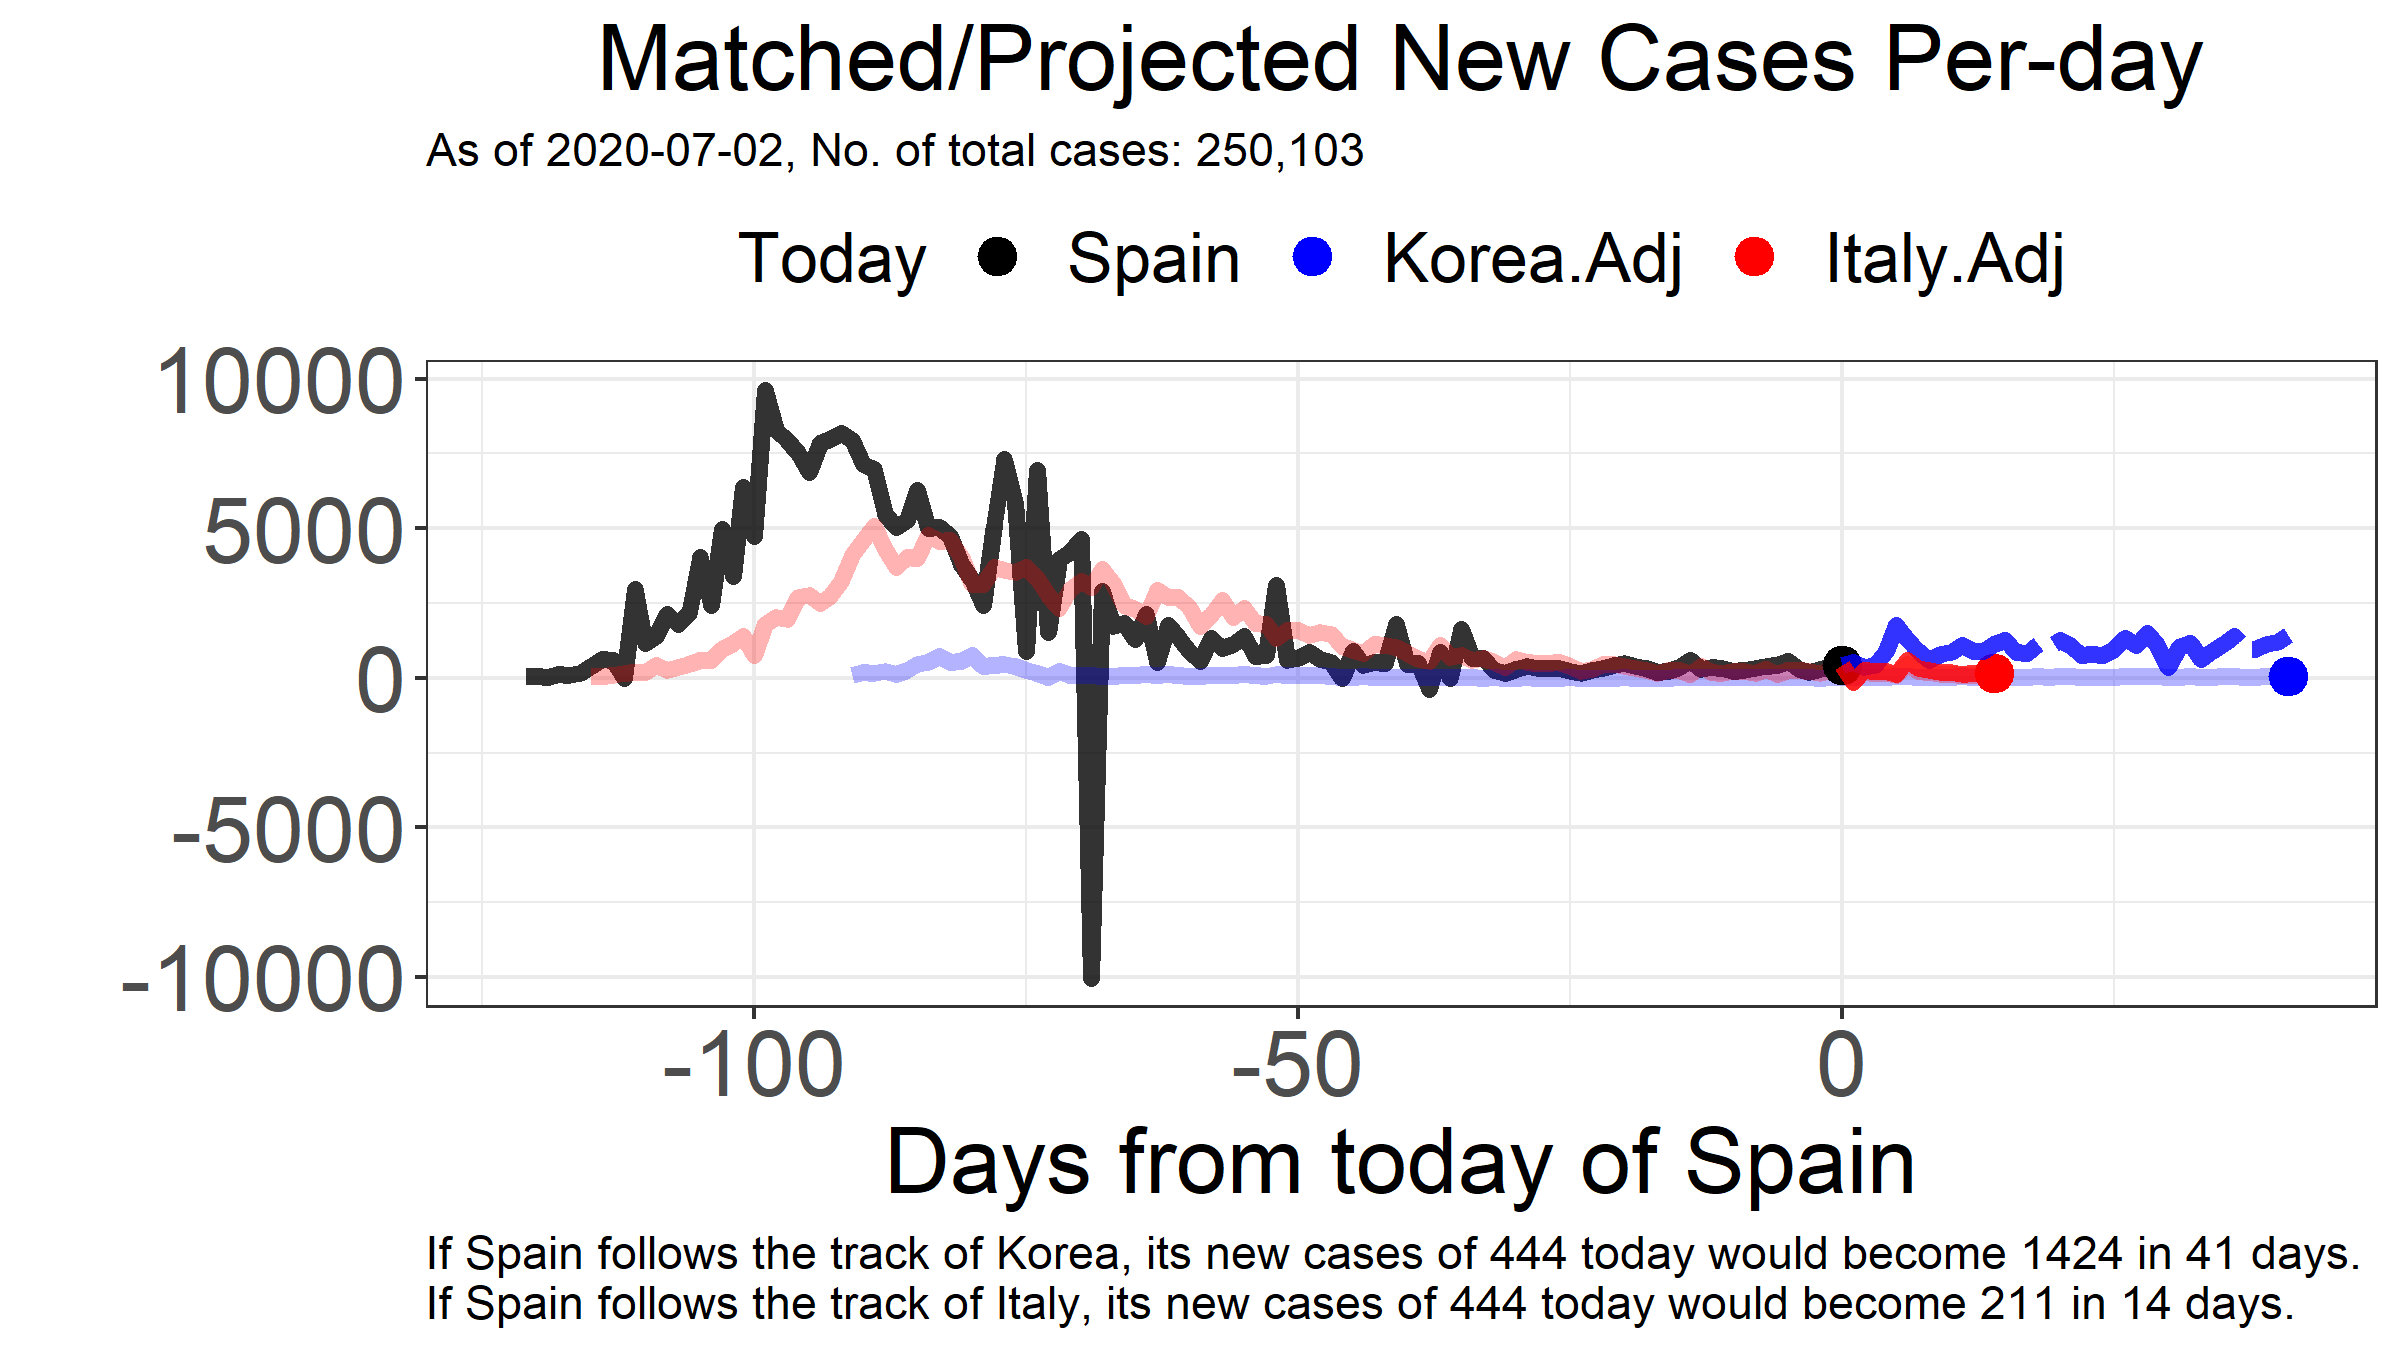 Matched/Projected New Cases Per-day
As of 2020-07-02, No. of total cases: 250,103
Today Spain Korea.Adj Italy.Adj
10000
5000
0
-5000
-10000
-100 -50 0
Days from today of Spain
If Spain follows the track of Korea, its new cases of 444 today would become 1424 in 41 days.
If Spain follows the track of Italy, its new cases of 444 today would become 211 in 14 days.